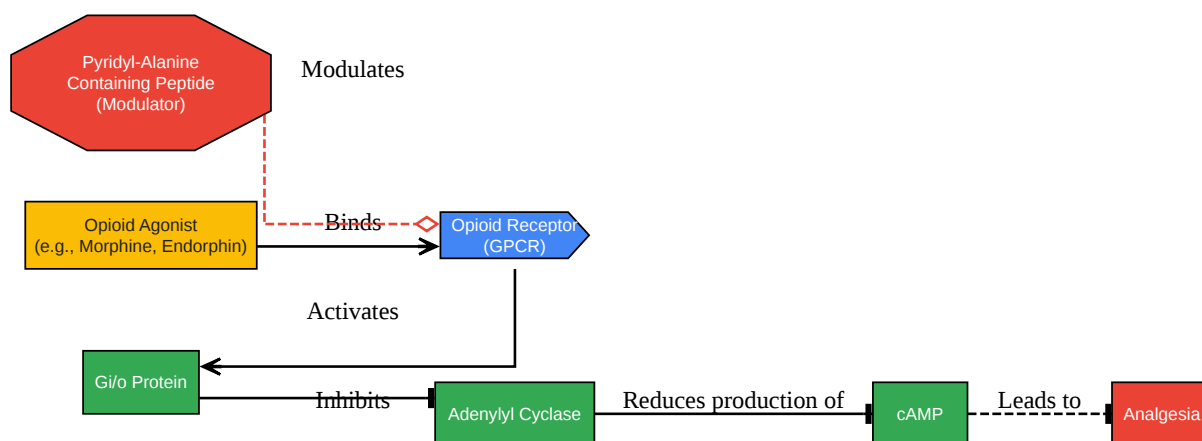 Pyridyl-Alanine
Containing Peptide
(Modulator)
Modulates
Opioid Agonist
(e.g., Morphine, Endorphin)
Binds
Opioid Receptor
(GPCR)
Activates
Gi/o Protein
Inhibits
Adenylyl Cyclase
Reduces production of
cAMP
Leads to
Analgesia